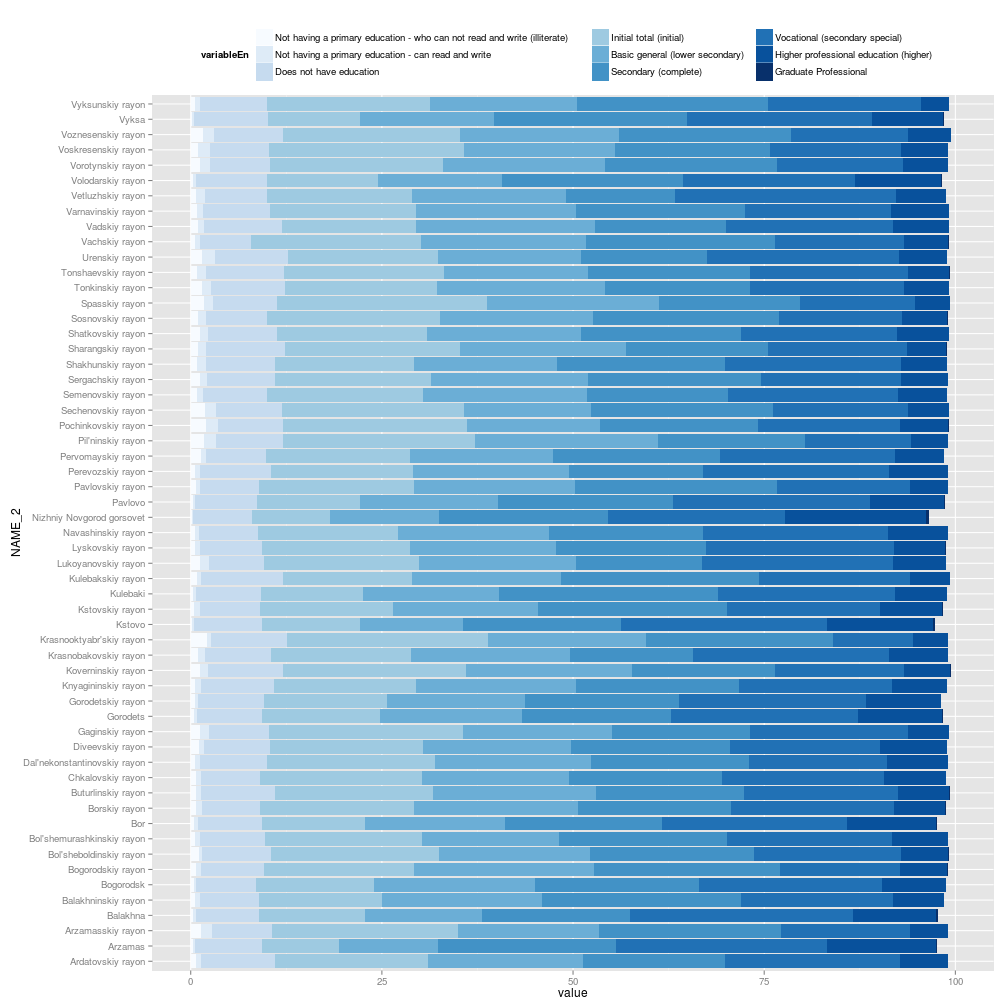 variableEn
Not having a primary education - who can not read and write (illiterate)
Not having a primary education - can read and write
Does not have education
Initial total (initial)
Basic general (lower secondary)
Secondary (complete)
Vocational (secondary special)
Higher professional education (higher)
Graduate Professional
NAME_2
Vyksunskiy rayon
Vyksa
Voznesenskiy rayon
Voskresenskiy rayon
Vorotynskiy rayon
Volodarskiy rayon
Vetluzhskiy rayon
Varnavinskiy rayon
Vadskiy rayon
Vachskiy rayon
Urenskiy rayon
Tonshaevskiy rayon
Tonkinskiy rayon
Spasskiy rayon
Sosnovskiy rayon
Shatkovskiy rayon
Sharangskiy rayon
Shakhunskiy rayon
Sergachskiy rayon
Semenovskiy rayon
Sechenovskiy rayon
Pochinkovskiy rayon
Pil'ninskiy rayon
Pervomayskiy rayon
Perevozskiy rayon
Pavlovskiy rayon
Pavlovo
Nizhniy Novgorod gorsovet
Navashinskiy rayon
Lyskovskiy rayon
Lukoyanovskiy rayon
Kulebakskiy rayon
Kulebaki
Kstovskiy rayon
Kstovo
Krasnooktyabr'skiy rayon
Krasnobakovskiy rayon
Koverninskiy rayon
Knyagininskiy rayon
Gorodetskiy rayon
Gorodets
Gaginskiy rayon
Diveevskiy rayon
Dal'nekonstantinovskiy rayon
Chkalovskiy rayon
Buturlinskiy rayon
Borskiy rayon
Bor
Bol'shemurashkinskiy rayon
Bol'sheboldinskiy rayon
Bogorodskiy rayon
Bogorodsk
Balakhninskiy rayon
Balakhna
Arzamasskiy rayon
Arzamas
Ardatovskiy rayon
0 25 50 75 100
value